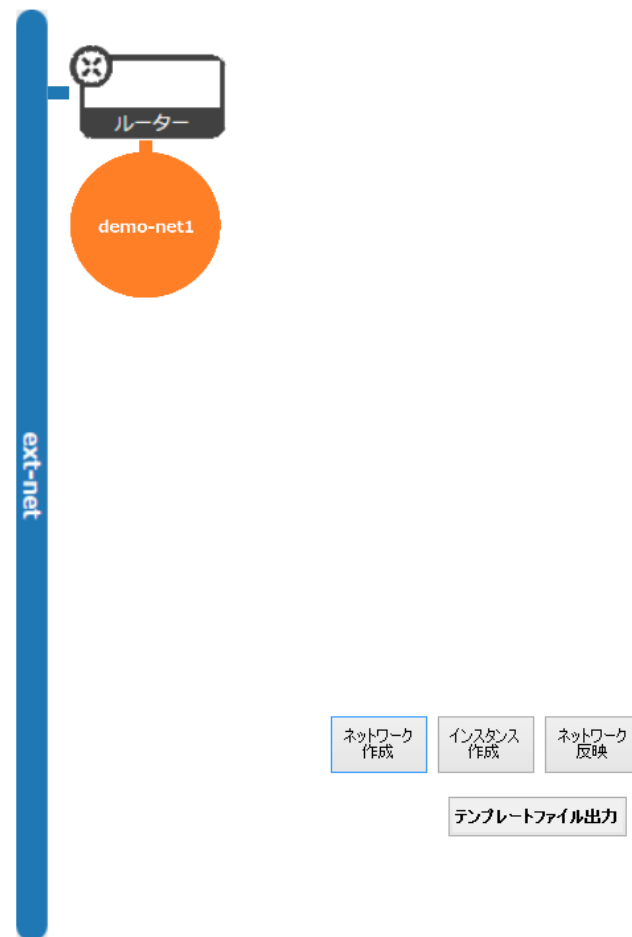 ルーター
demo-net1
ext-net
ネットワーク
作成
インスタンス
作成
ネットワーク
反映
テンプレートファイル出力